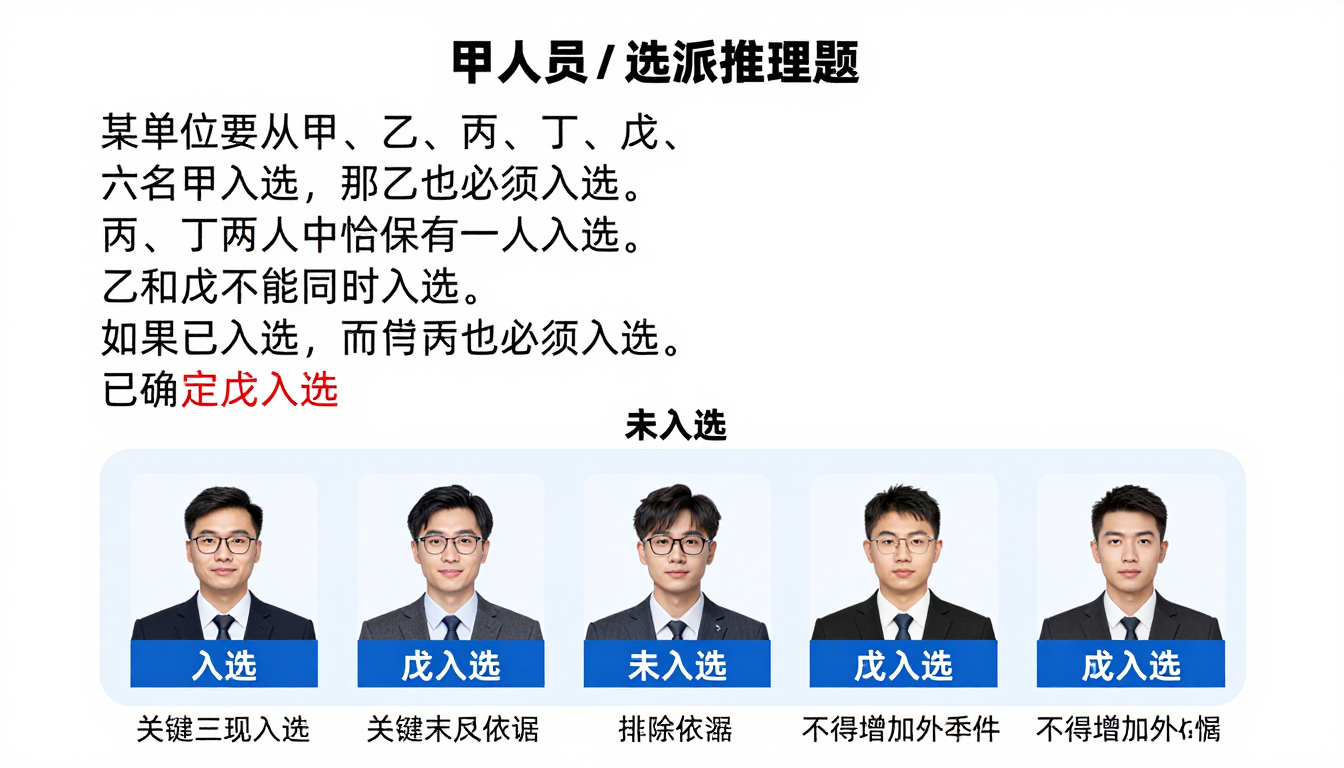 甲人员 / 选派推理题
某单位要从甲、乙、丙、丁、戊、
六名甲入选，那乙也必须入选。
丙、丁两人中恰保有一人入选。
乙和戊不能同时入选。
如果已入选，而丙也必须入选。
已确定戊入选
未入选
入选
戊入选
未入选
戊入选
成入选
关键三现入选
关键末依
排除依
不得增加外件
不得增加外